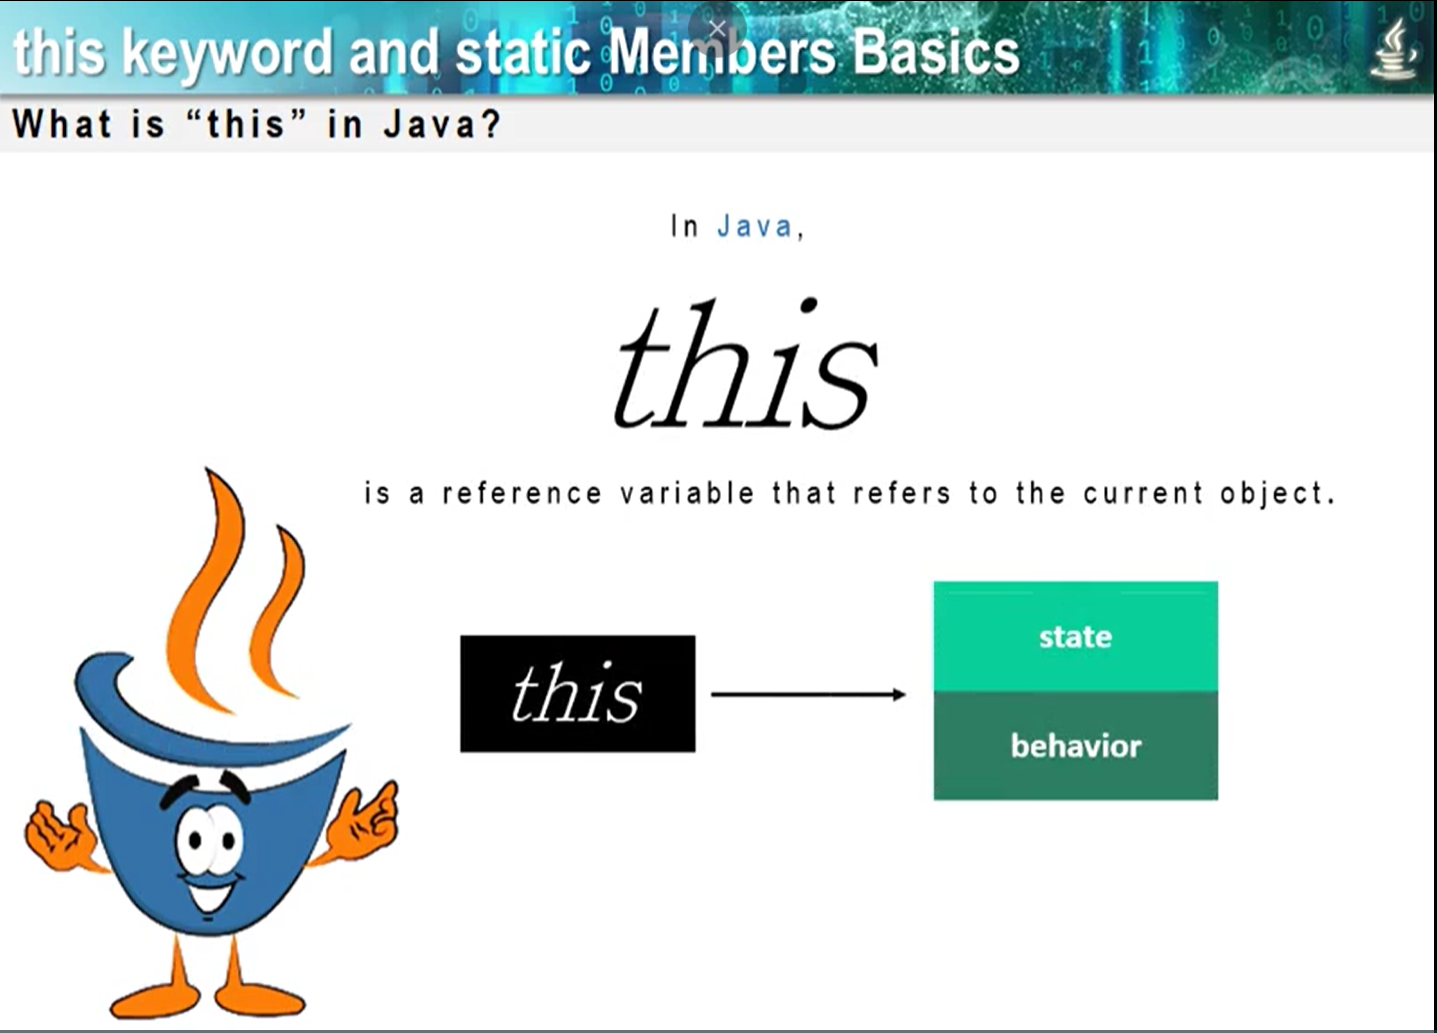 this keyword and static Members Basics
What is “this” in Java?
In Java,
this
is a reference variable that refers to the current object.
this
state
behavior